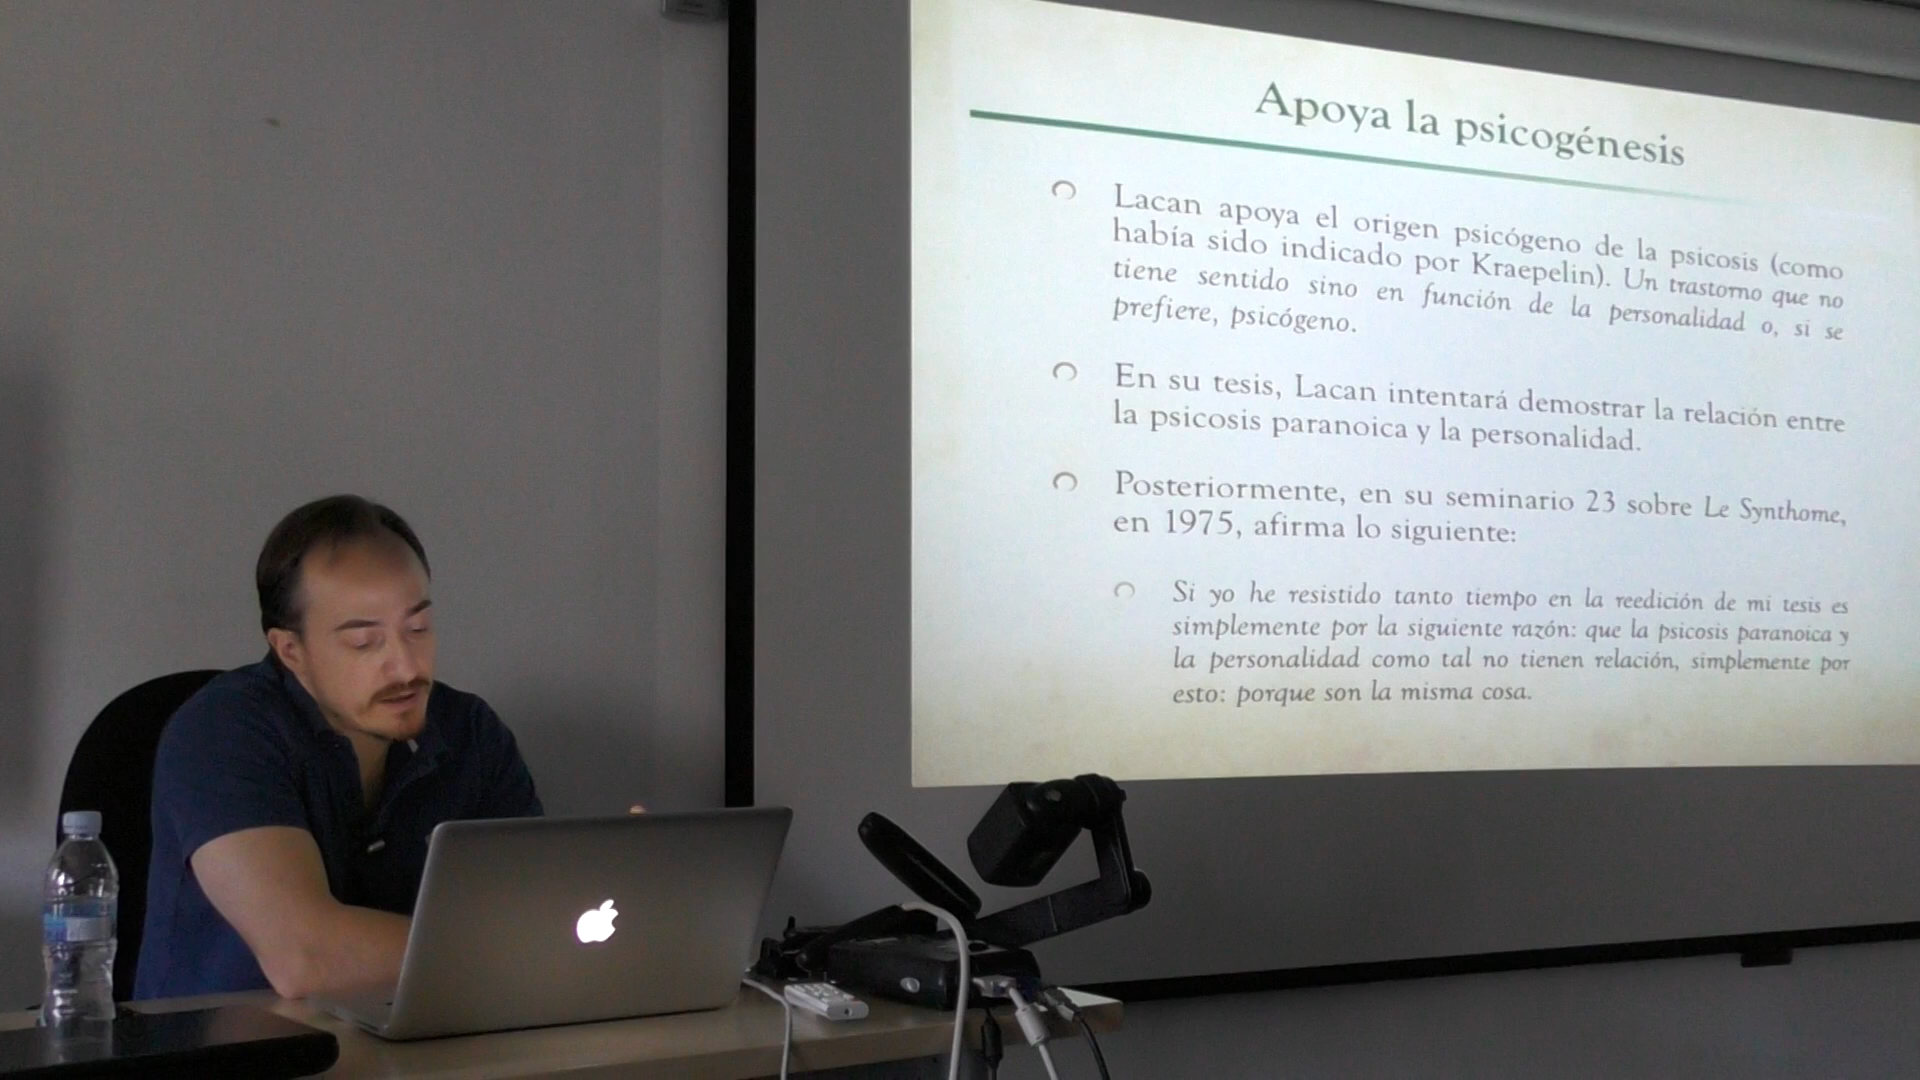 Apoya la psicogénesis
Lacan apoya el origen psicógeno de la psicosis (como
había sido indicado por Kraepelin). Un trastorno que no
tiene sentido sino en función de la personalidad o, si se
prefiere, psicógeno.
En su tesis, Lacan intentará demostrar la relación entre
la psicosis paranoica y la personalidad.
Posteriormente, en su seminario 23 sobre Le Synthome,
en 1975, afirma lo siguiente:
Si yo he resistido tanto tiempo en la reedición de mi tesis es
simplemente por la siguiente razón: que la psicosis paranoica y
la personalidad como tal no tienen relación, simplemente por
esto: porque son la misma cosa.